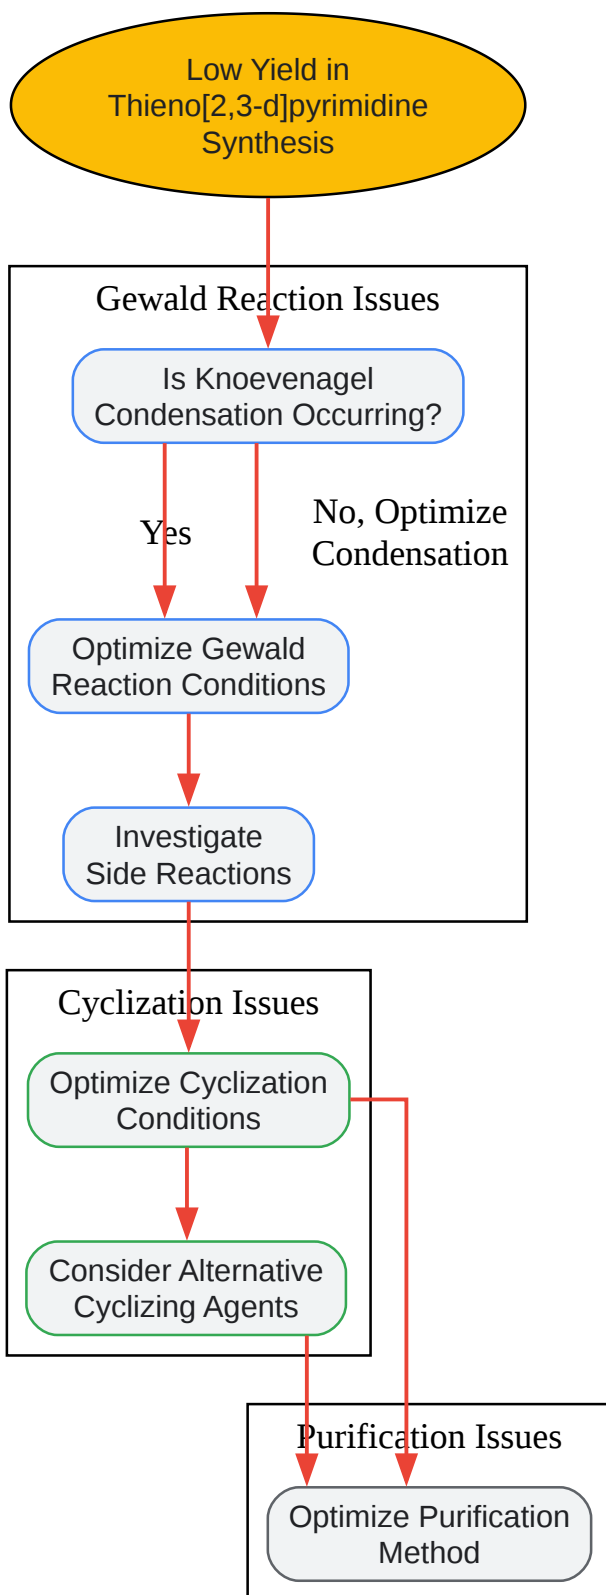 Low Yield in
Thieno[2,3-d]pyrimidine
Synthesis
Gewald Reaction Issues
Is Knoevenagel
Condensation Occurring?
Yes
No, Optimize
Condensation
Optimize Gewald
Reaction Conditions
Investigate
Side Reactions
Cyclization Issues
Optimize Cyclization
Conditions
Consider Alternative
Cyclizing Agents
Purification Issues
Optimize Purification
Method